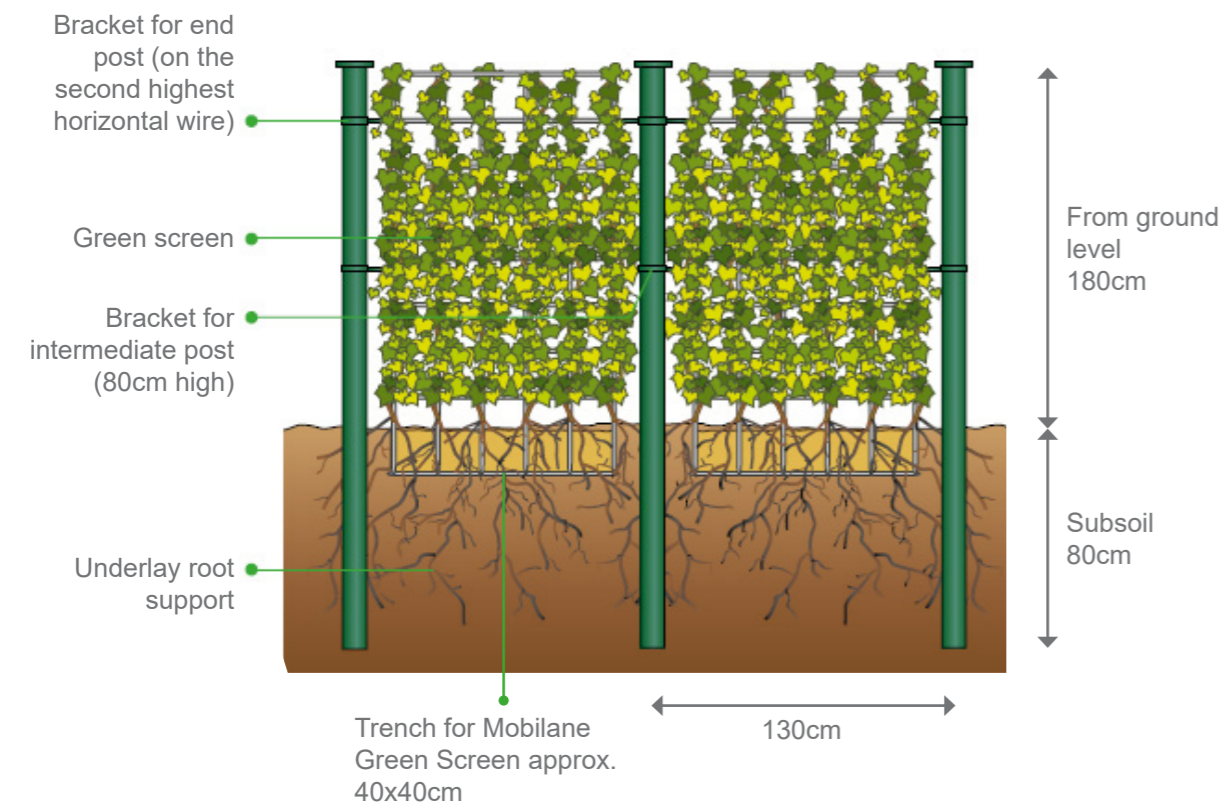 Bracket for end
post (on the
second highest
horizontal wire)
Green screen
Bracket for
intermediate post
(80cm high)
Underlay root
support
Trench for Mobilane
Green Screen approx.
40x40cm
130cm
From ground
level
180cm
Subsoil
80cm